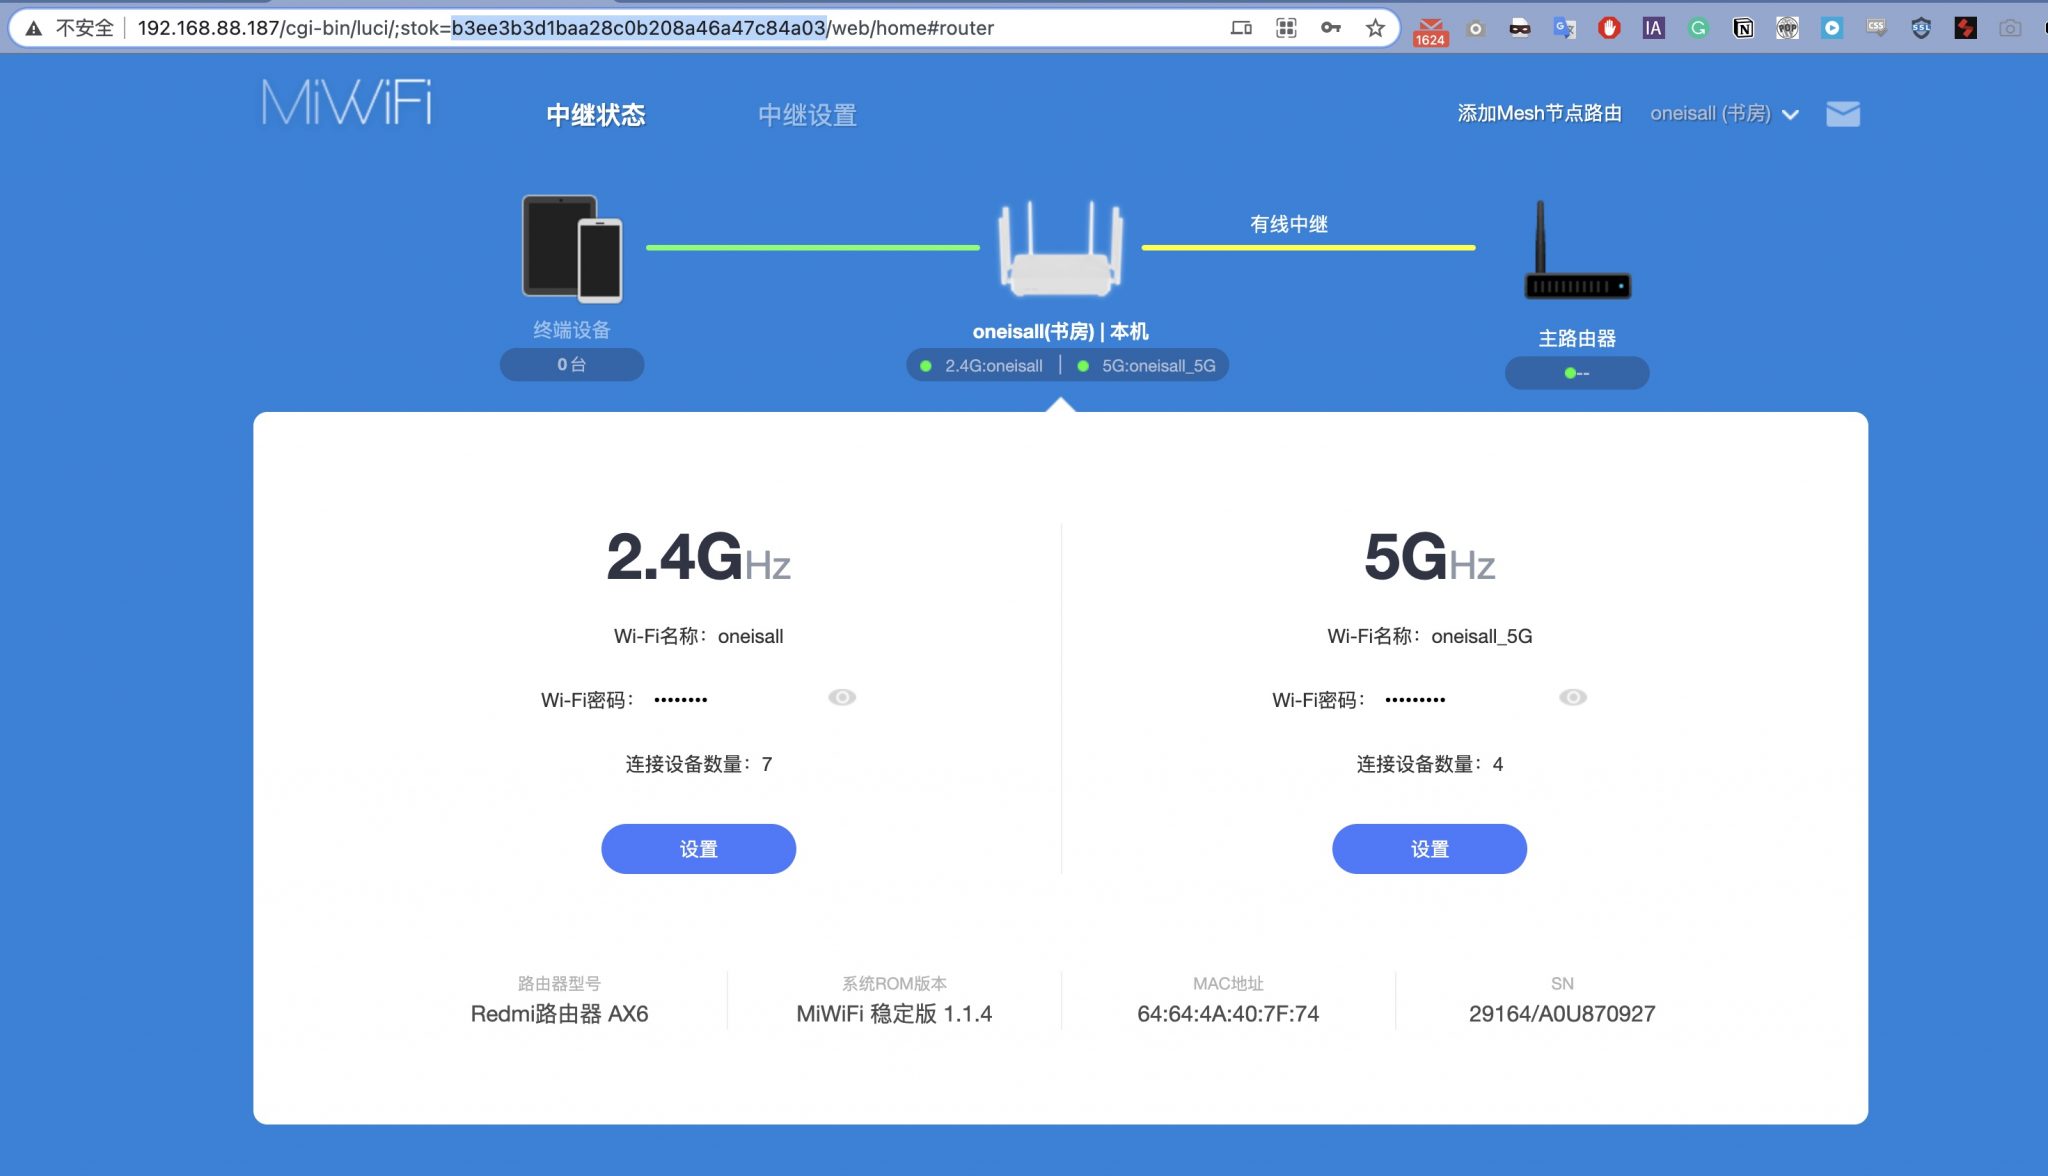 不安全 192.168.88.187/cgi-bin/luci/;stok=b3ee3b3d1baa28c0b208a46a47c84a03/web/home#router
1624
IA
G
N
POP
CSS
SSL
MiWiFi 中继状态 中继设置 添加Mesh节点路由 oneisall (书房)
有线中继
终端设备 oneisall(书房) | 本机 主路由器
0台 2.4G:oneisall | 5G:oneisall_5G --
2.4GHz 5GHz
Wi-Fi名称：oneisall Wi-Fi名称：oneisall_5G
Wi-Fi密码： •••••••• Wi-Fi密码： •••••••••
连接设备数量：7 连接设备数量：4
设置 设置
路由器型号 系统ROM版本 MAC地址 SN
Redmi路由器 AX6 MiWiFi 稳定版 1.1.4 64:64:4A:40:7F:74 29164/A0U870927